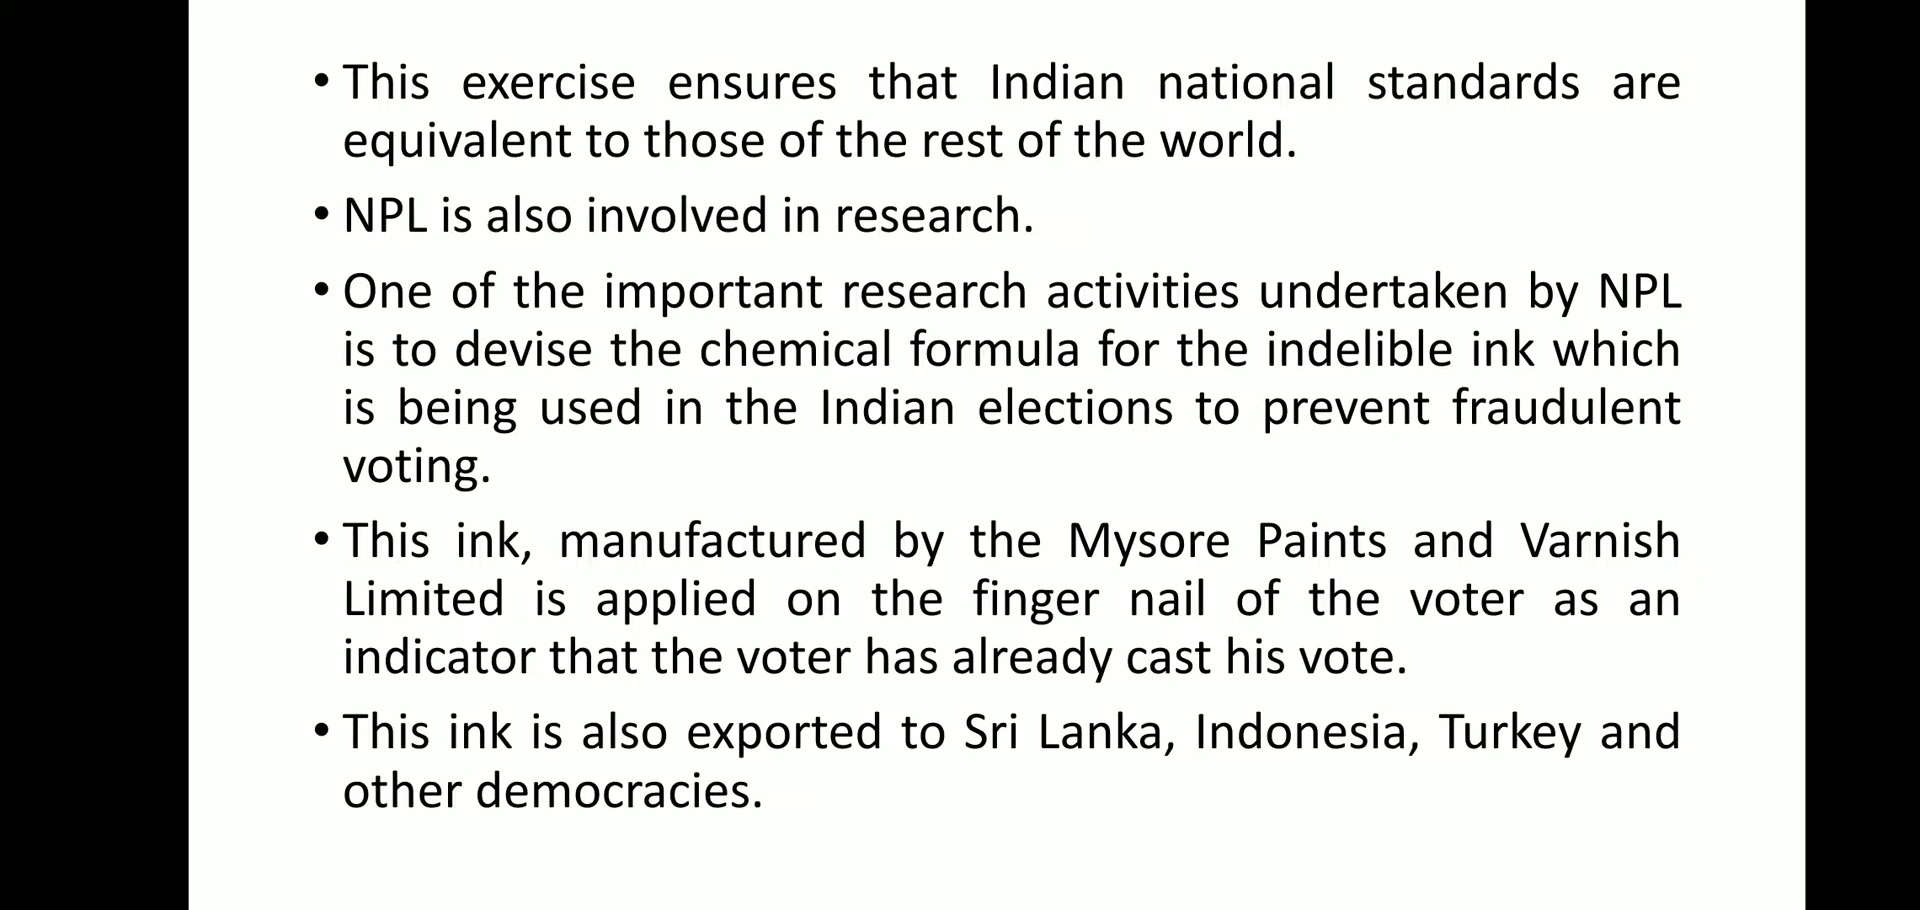 • This exercise ensures that Indian national standards are
equivalent to those of the rest of the world.
• NPL is also involved in research.
• One of the important research activities undertaken by NPL
is to devise the chemical formula for the indelible ink which
is being used in the Indian elections to prevent fraudulent
voting.
• This ink, manufactured by the Mysore Paints and Varnish
Limited is applied on the finger nail of the voter as an
indicator that the voter has already cast his vote.
• This ink is also exported to Sri Lanka, Indonesia, Turkey and
other democracies.